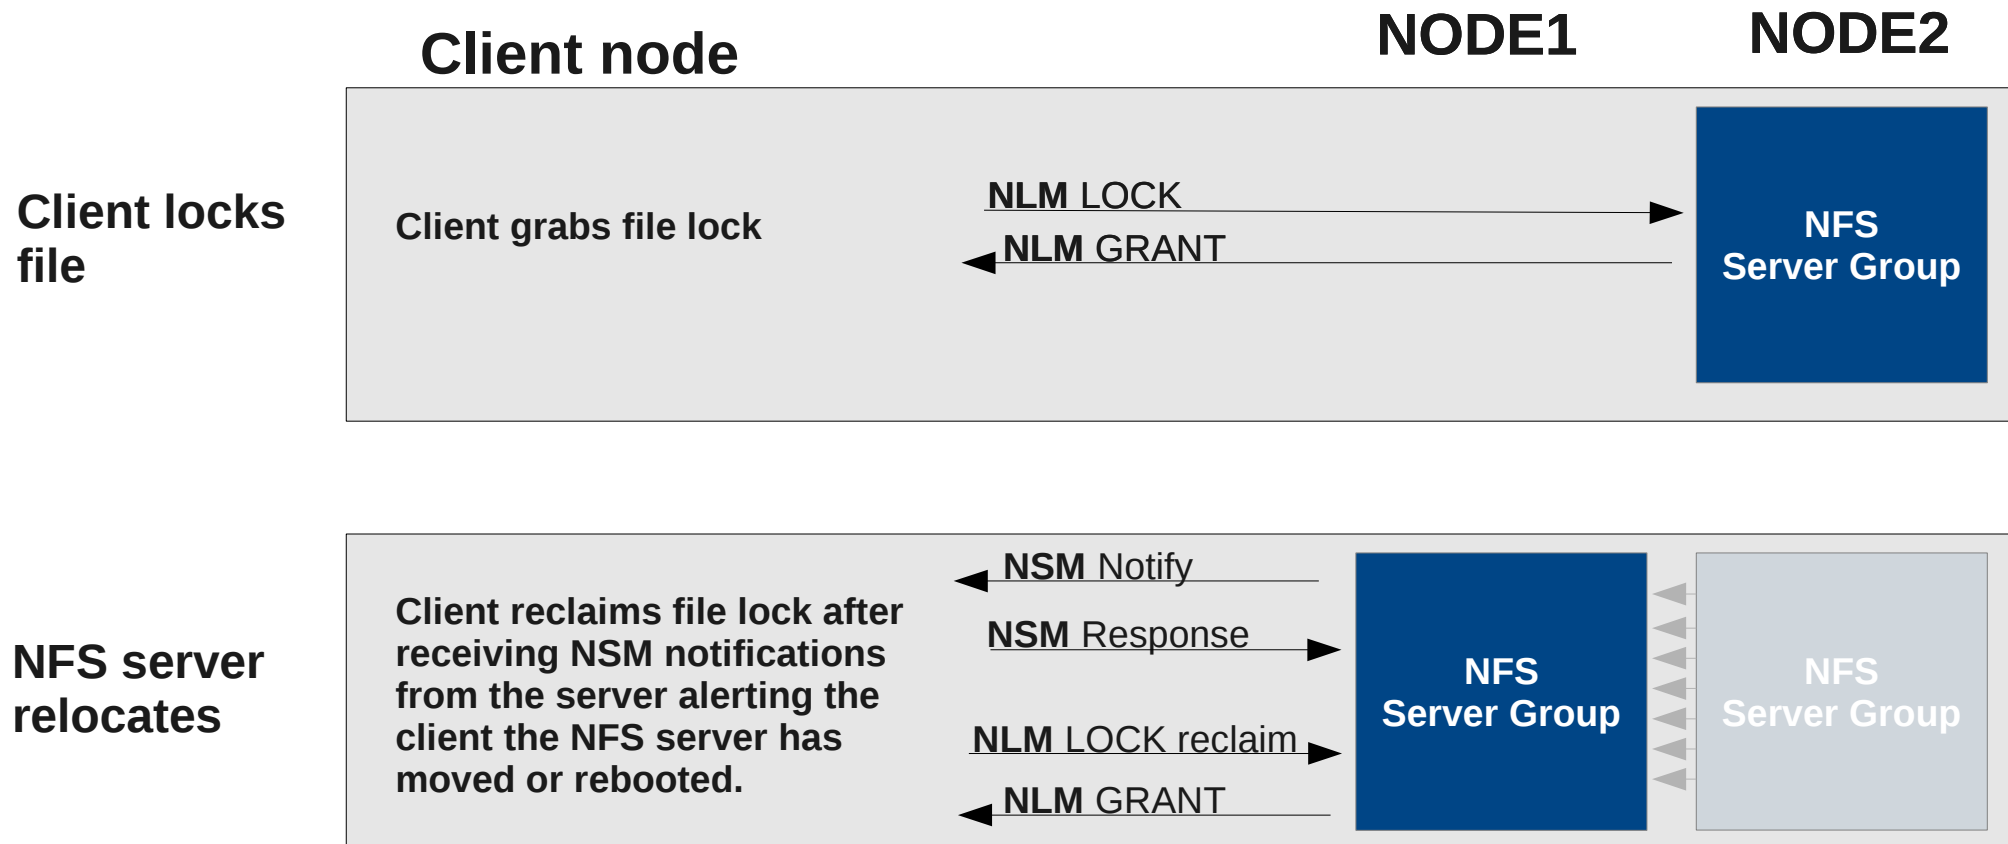 Client node
NODE1
NODE2
Client locks
file
Client grabs file lock
NLM LOCK
NLM GRANT
NFS
Server Group
NFS server
relocates
Client reclaims file lock after
receiving NSM notifications
from the server alerting the
client the NFS server has
moved or rebooted.
NSM Notify
NSM Response
NLM LOCK reclaim
NLM GRANT
NFS
Server Group
NFS
Server Group